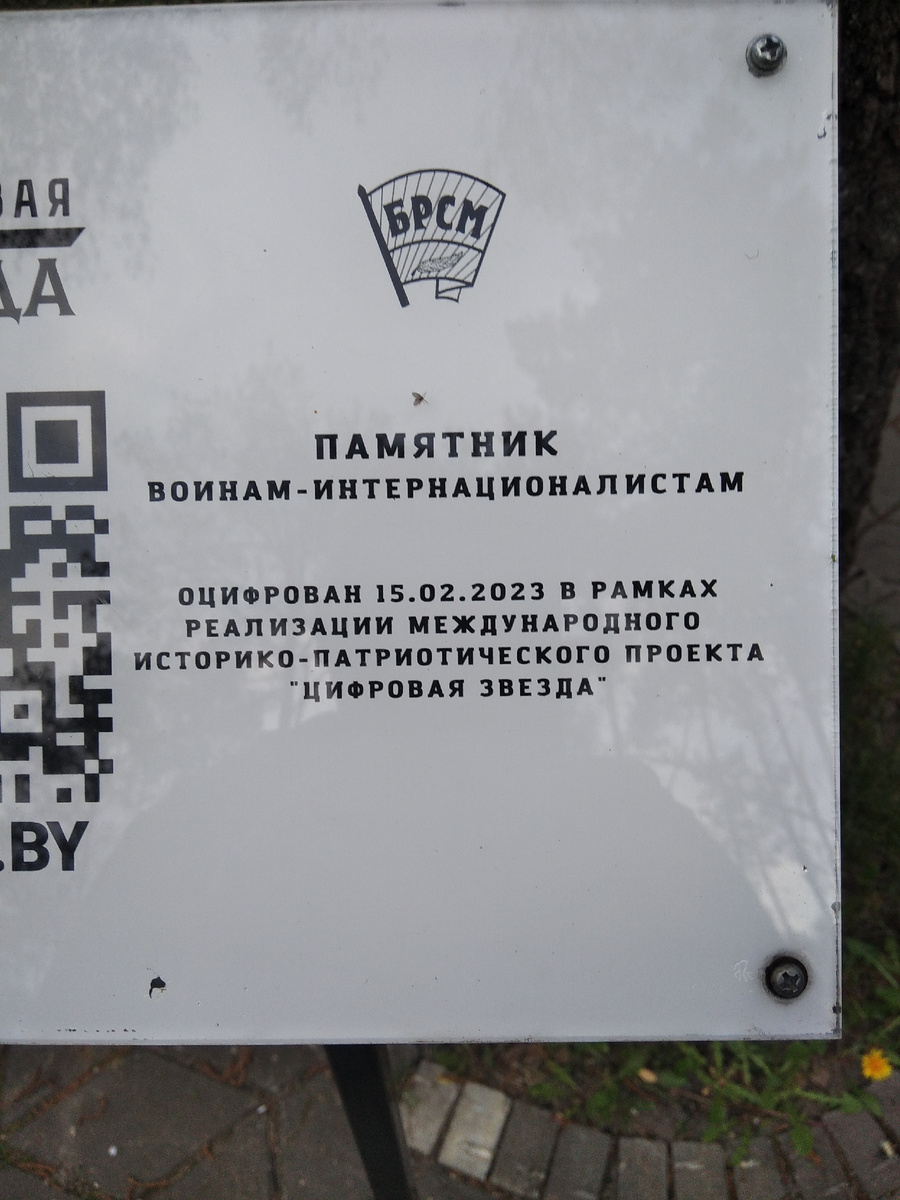 ВАЯ
ДА
БРСМ
ПАМЯТНИК
ВОИНАМ-ИНТЕРНАЦИОНАЛИСТАМ
ОЦИФРОВАН 15.02.2023 В РАМКАХ
РЕАЛИЗАЦИИ МЕЖДУНАРОДНОГО
ИСТОРИКО-ПАТРИОТИЧЕСКОГО ПРОЕКТА
"ЦИФРОВАЯ ЗВЕЗДА"
.BY